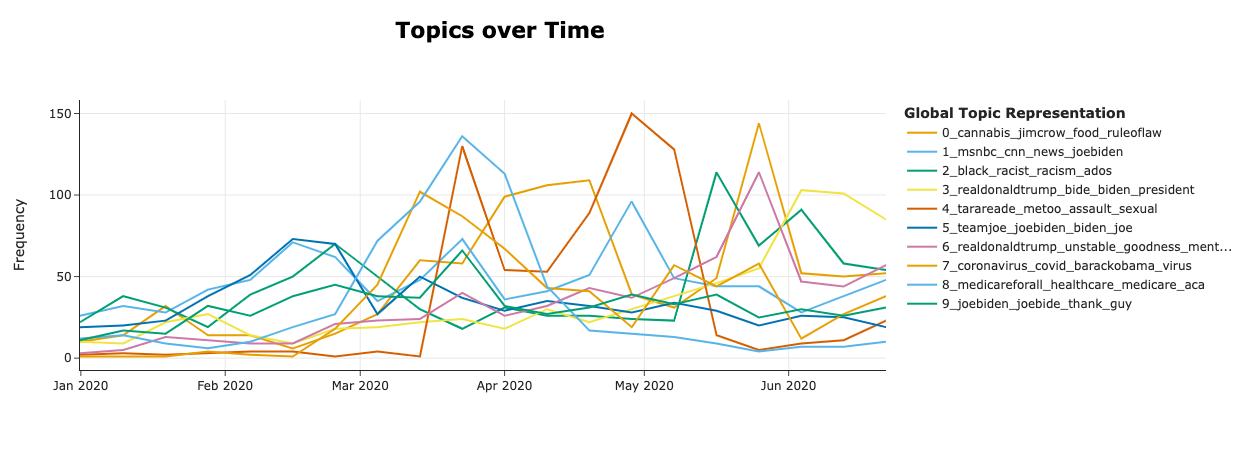 Topics over Time
Frequency
150
100
50
0
Jan 2020
Feb 2020
Mar 2020
Apr 2020
May 2020
Jun 2020
Global Topic Representation
0_cannabis_jimcrow_food_ruleoflaw
1_msnbc_cnn_news_joebiden
2_black_racist_racism_ados
3_realdonaldtrump_bide_biden_president
4_tarareade_metoo_assault_sexual
5_teamjoe_joebiden_biden_joe
6_realdonaldtrump_unstable_goodness_ment...
7_coronavirus_covid_barackobama_virus
8_medicareforall_healthcare_medicare_aca
9_joebiden_joebide_thank_guy